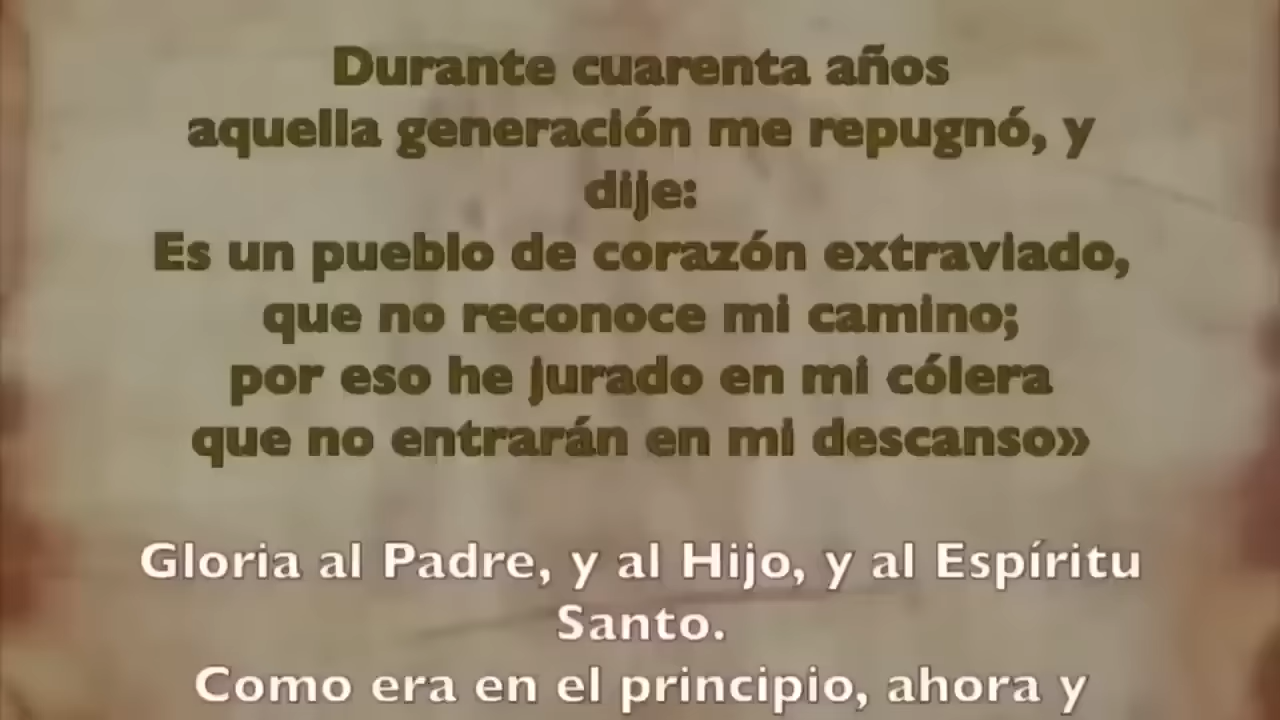 Durante cuarenta años
aquella generación me repugnó, y
dije:
Es un pueblo de corazón extraviado,
que no reconoce mi camino;
por eso he jurado en mi cólera
que no entrarán en mi descanso»
Gloria al Padre, y al Hijo, y al Espíritu
Santo.
Como era en el principio, ahora y